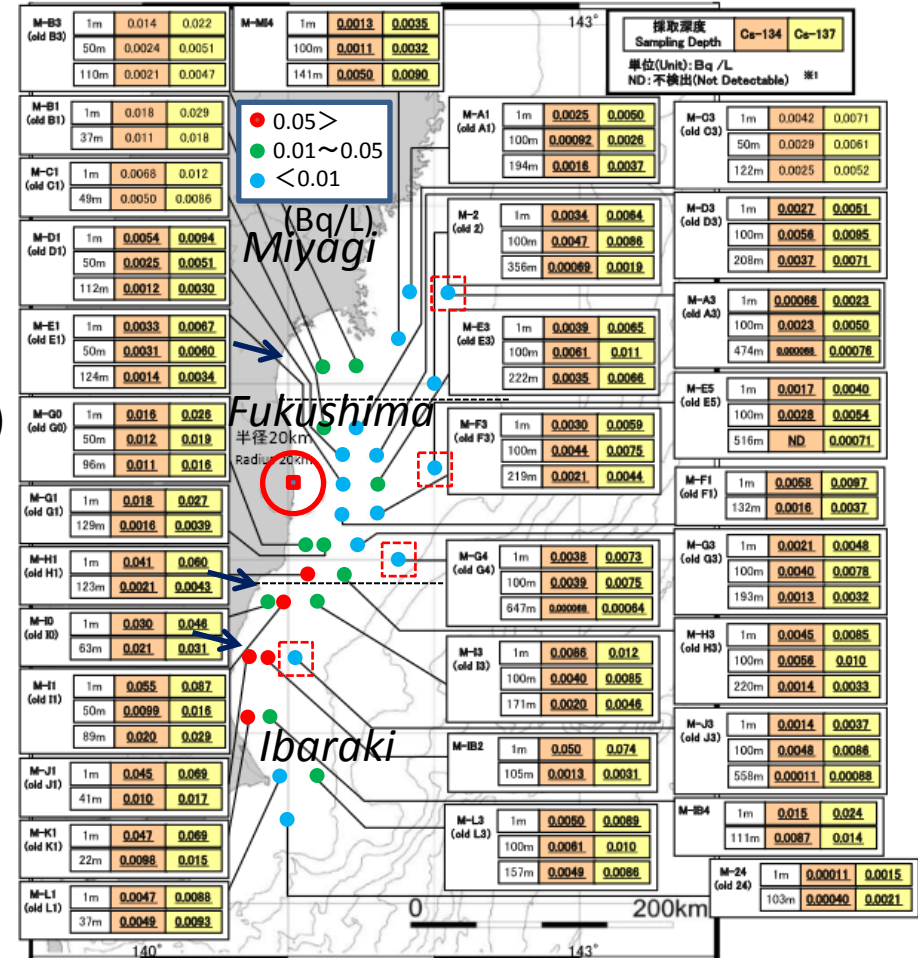 M-B3 1m 0.014 0.022
(old B3) 50m 0.0024 0.0051
110m 0.0021 0.0047
M-MI4 1m 0.0013 0.0035
100m 0.0011 0.0032
141m 0.0050 0.0090
143°
採取深度 Sampling Depth Cs-134 Cs-137
単位(Unit): Bq /L
ND: 不検出(Not Detectable) ※1
M-B1 1m 0.018 0.029
(old B1) 37m 0.011 0.018
M-C1 1m 0.0068 0.012
(old C1) 49m 0.0050 0.0086
M-D1 1m 0.0054 0.0094
(old D1) 50m 0.0025 0.0051
112m 0.0012 0.0030
M-E1 1m 0.0033 0.0067
(old E1) 50m 0.0031 0.0060
124m 0.0014 0.0034
M-G0 1m 0.016 0.026
(old G0) 50m 0.012 0.019
96m 0.011 0.016
M-G1 1m 0.018 0.027
(old G1) 129m 0.0016 0.0039
M-H1 1m 0.041 0.060
(old H1) 123m 0.0021 0.0043
M-I0 1m 0.030 0.046
(old I0) 63m 0.021 0.031
M-I1 1m 0.055 0.087
(old I1) 50m 0.0099 0.016
89m 0.020 0.029
M-J1 1m 0.045 0.069
(old J1) 41m 0.010 0.017
M-K1 1m 0.047 0.069
(old K1) 22m 0.0098 0.015
M-L1 1m 0.0047 0.0088
(old L1) 37m 0.0049 0.0093
)
0.05＞
0.01～0.05
＜0.01
(Bq/L)
Miyagi
Fukushima
半径20km
Radius 20km
Ibaraki
M-A1 1m 0.0025 0.0050
(old A1) 100m 0.00092 0.0026
194m 0.0016 0.0037
M-2 1m 0.0034 0.0064
(old 2) 100m 0.0047 0.0086
356m 0.00069 0.0019
M-E3 1m 0.0039 0.0065
(old E3) 100m 0.0061 0.011
222m 0.0035 0.0066
M-F3 1m 0.0030 0.0059
(old F3) 100m 0.0044 0.0075
219m 0.0021 0.0044
M-G4 1m 0.0038 0.0073
(old G4) 100m 0.0039 0.0075
647m 0.000068 0.00064
M-I3 1m 0.0086 0.012
(old I3) 100m 0.0040 0.0085
171m 0.0020 0.0046
M-IB2 1m 0.050 0.074
105m 0.0013 0.0031
M-L3 1m 0.0050 0.0069
(old L3) 100m 0.0061 0.010
157m 0.0049 0.0086
M-C3 1m 0.0042 0.0071
(old C3) 50m 0.0029 0.0061
122m 0.0025 0.0052
M-D3 1m 0.0027 0.0051
(old D3) 100m 0.0056 0.0095
208m 0.0037 0.0071
M-A3 1m 0.00066 0.0023
(old A3) 100m 0.0023 0.0050
474m 0.000068 0.00076
M-E5 1m 0.0017 0.0040
(old E5) 100m 0.0028 0.0054
516m ND 0.00071
M-F1 1m 0.0058 0.0097
(old F1) 132m 0.0016 0.0037
M-G3 1m 0.0021 0.0048
(old G3) 100m 0.0040 0.0078
193m 0.0013 0.0032
M-H3 1m 0.0045 0.0085
(old H3) 100m 0.0056 0.010
220m 0.0014 0.0033
M-J3 1m 0.0014 0.0037
(old J3) 100m 0.0048 0.0086
558m 0.00011 0.00088
M-IB4 1m 0.015 0.024
111m 0.0087 0.014
M-24 1m 0.00011 0.0015
(old 24) 103m 0.00040 0.0021
0 200km
140° 143°